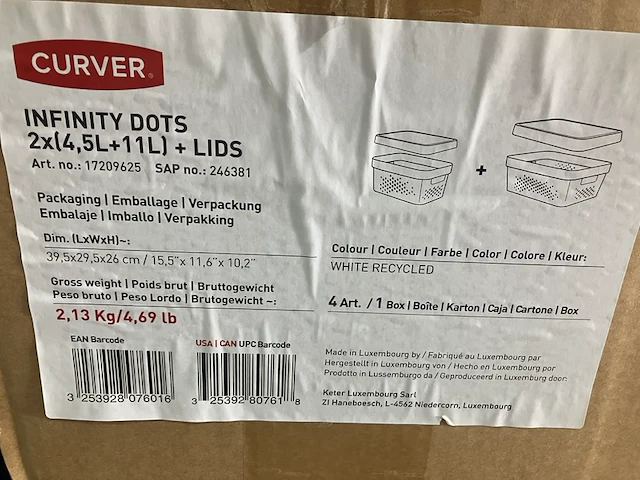 CURVER®
INFINITY DOTS
2x(4,5L+11L) + LIDS
Art. no.: 17209625 SAP no.: 246381
Packaging | Emballage | Verpackung
Embalaje | Imballo | Verpakking
Dim. (LxWxH)~:
39,5x29,5x26 cm / 15,5"x 11,6"x 10,2"
Gross weight | Poids brut | Bruttogewicht
Peso bruto | Peso Lordo | Brutogewicht ~:
2,13 Kg/4,69 lb
EAN Barcode
3 253928 076016
USA | CAN UPC Barcode
3 25392 80761 8
+
Colour | Couleur | Farbe | Color | Colore | Kleur:
WHITE RECYCLED
4 Art. / 1 Box | Boîte | Karton | Caja | Cartone | Box
Made in Luxembourg by / Fabriqué au Luxembourg par
Hergestellt in Luxembourg von / Hecho en Luxembourg por
Prodotto in Lussemburgo da / Geproduceerd in Luxemburg door:
Keter Luxembourg Sarl
ZI Haneboesch, L-4562 Niedercorn, Luxembourg